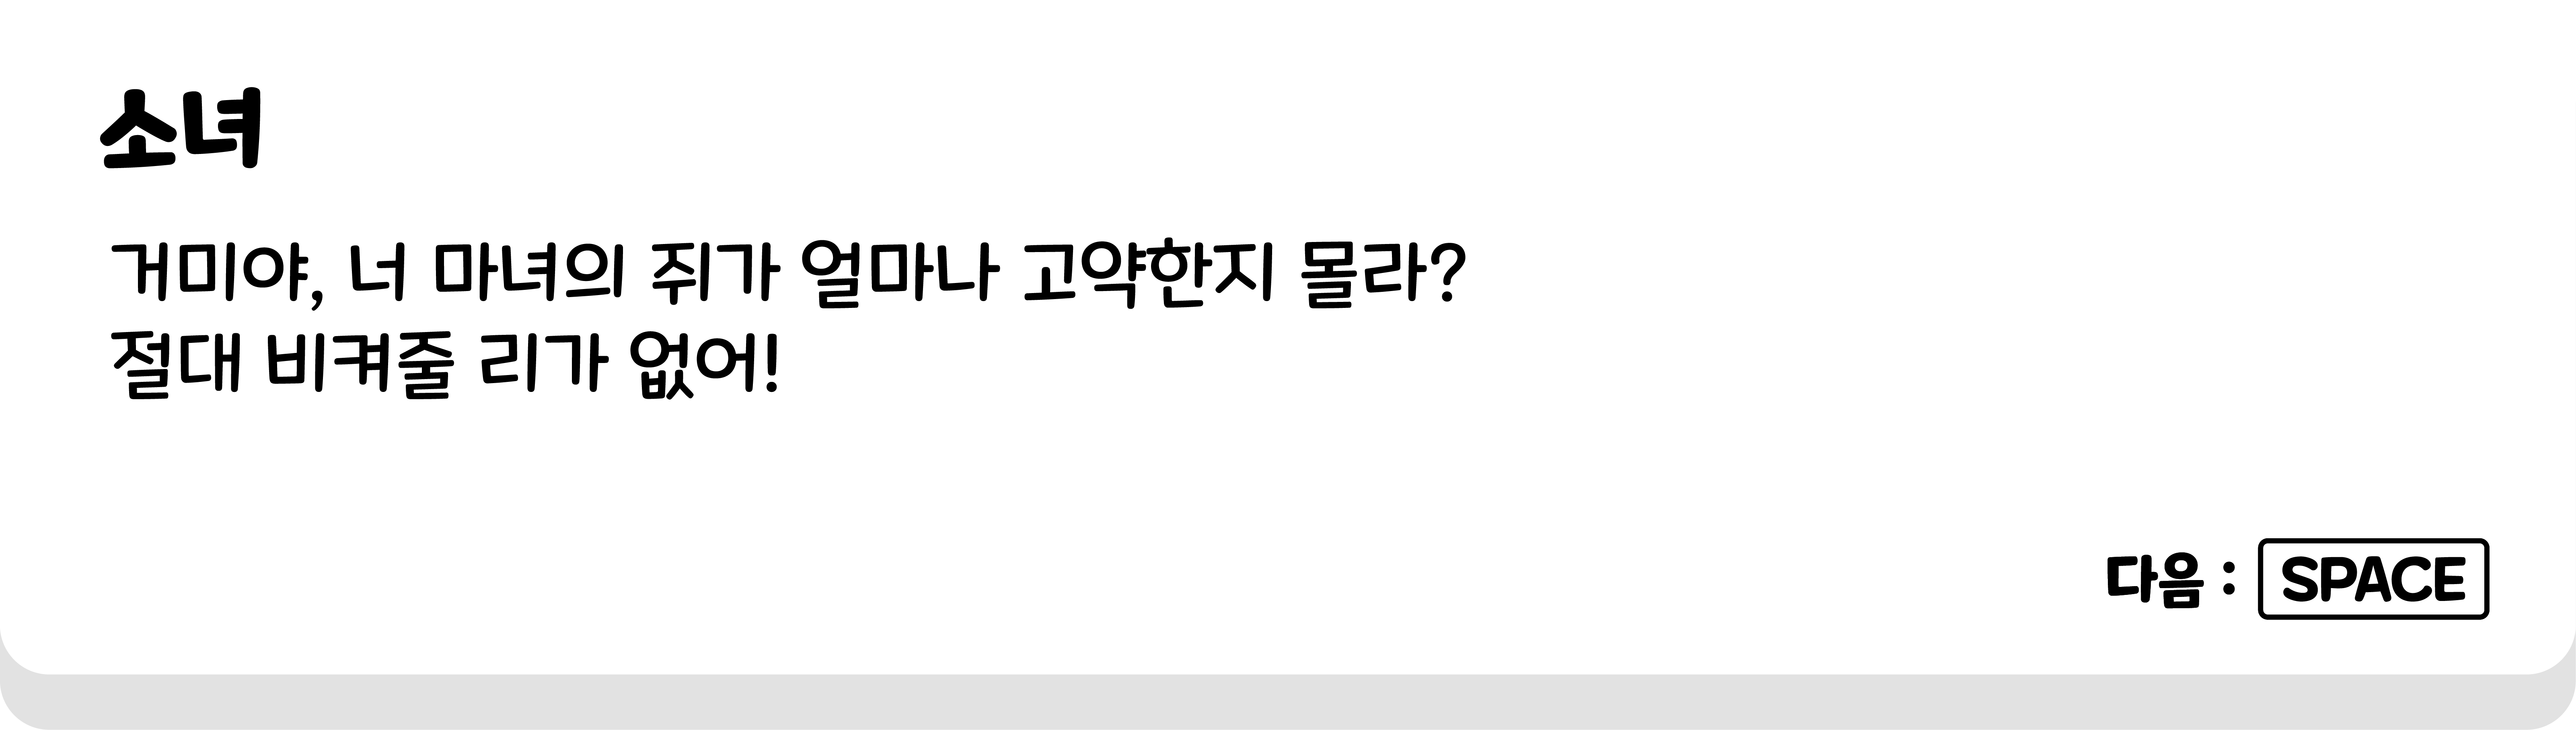 소녀
거미야, 너 마녀의 쥐가 얼마나 고약한지 몰라?
절대 비켜줄 리가 없어!
다음 : SPACE